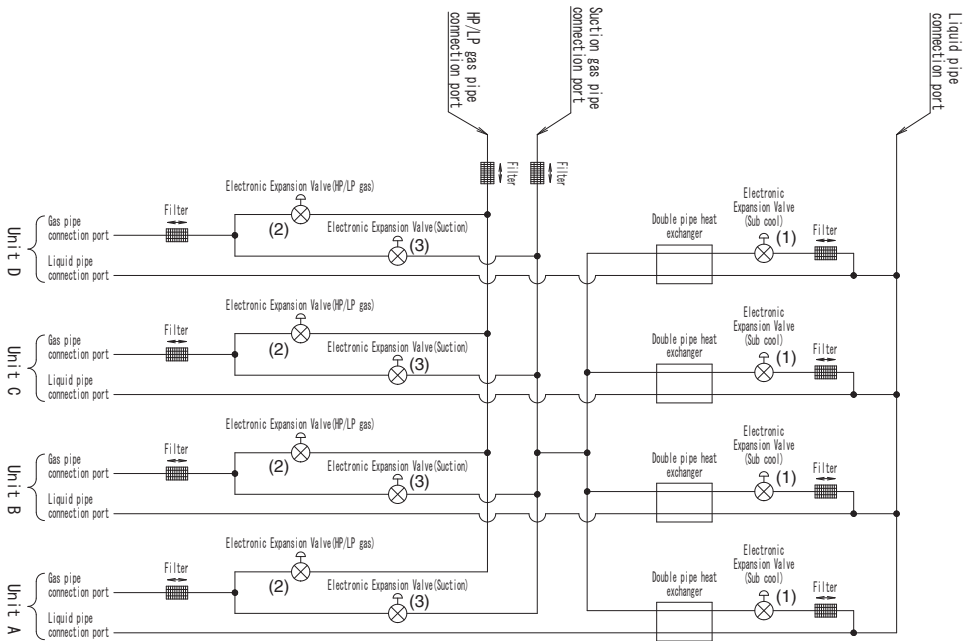 HP/LP gas pipe
connection port
Suction gas pipe
connection port
Liquid pipe
connection port
Filter
Filter
Unit D
Gas pipe
connection port
Liquid pipe
connection port
Filter
Electronic Expansion Valve(HP/LP gas)
(2)
Electronic Expansion Valve(Suction)
(3)
Double pipe heat
exchanger
Electronic
Expansion Valve
(Sub cool)
(1)
Filter
Unit C
Gas pipe
connection port
Liquid pipe
connection port
Filter
Electronic Expansion Valve(HP/LP gas)
(2)
Electronic Expansion Valve(Suction)
(3)
Double pipe heat
exchanger
Electronic
Expansion Valve
(Sub cool)
(1)
Filter
Unit B
Gas pipe
connection port
Liquid pipe
connection port
Filter
Electronic Expansion Valve(HP/LP gas)
(2)
Electronic Expansion Valve(Suction)
(3)
Double pipe heat
exchanger
Electronic
Expansion Valve
(Sub cool)
(1)
Filter
Unit A
Gas pipe
connection port
Liquid pipe
connection port
Filter
Electronic Expansion Valve(HP/LP gas)
(2)
Electronic Expansion Valve(Suction)
(3)
Double pipe heat
exchanger
Electronic
Expansion Valve
(Sub cool)
(1)
Filter